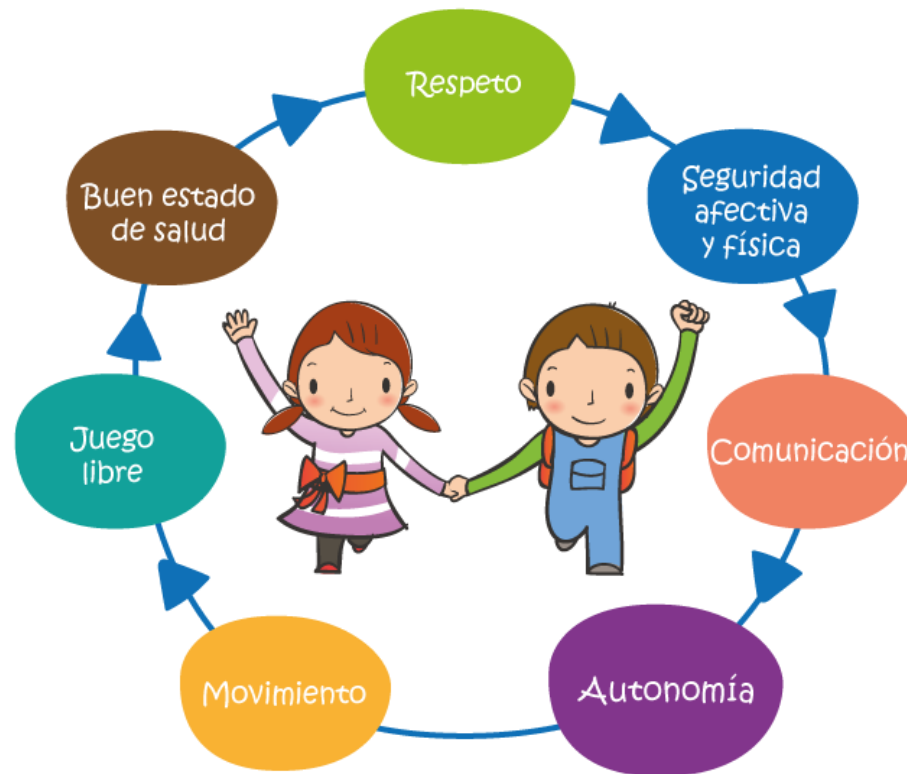 Respeto
Seguridad
afectiva
y física
Comunicación
Autonomía
Movimiento
Juego
libre
Buen estado
de salud